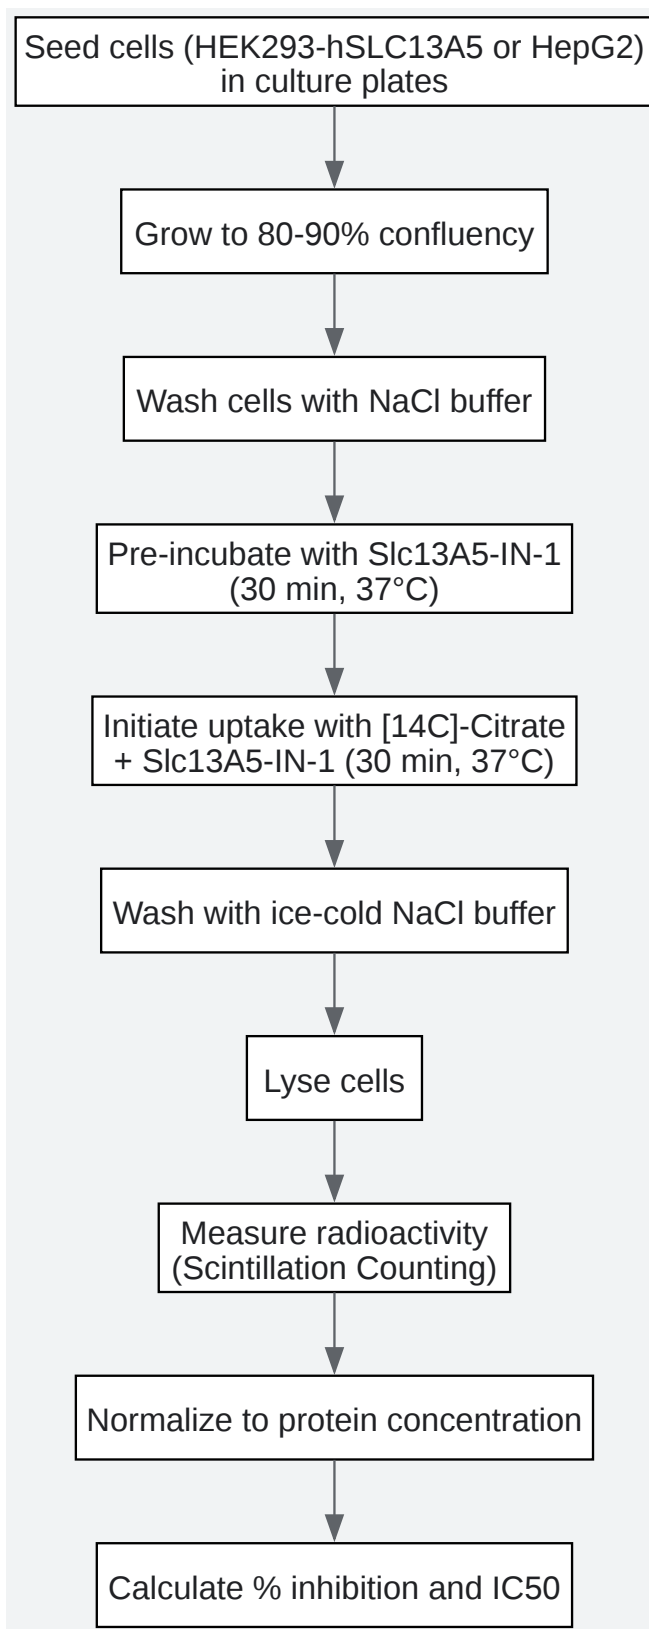 Seed cells (HEK293-hSLC13A5 or HepG2)
in culture plates
Grow to 80-90% confluency
Wash cells with NaCl buffer
Pre-incubate with Slc13A5-IN-1
(30 min, 37°C)
Initiate uptake with [14C]-Citrate
+ Slc13A5-IN-1 (30 min, 37°C)
Wash with ice-cold NaCl buffer
Lyse cells
Measure radioactivity
(Scintillation Counting)
Normalize to protein concentration
Calculate % inhibition and IC50